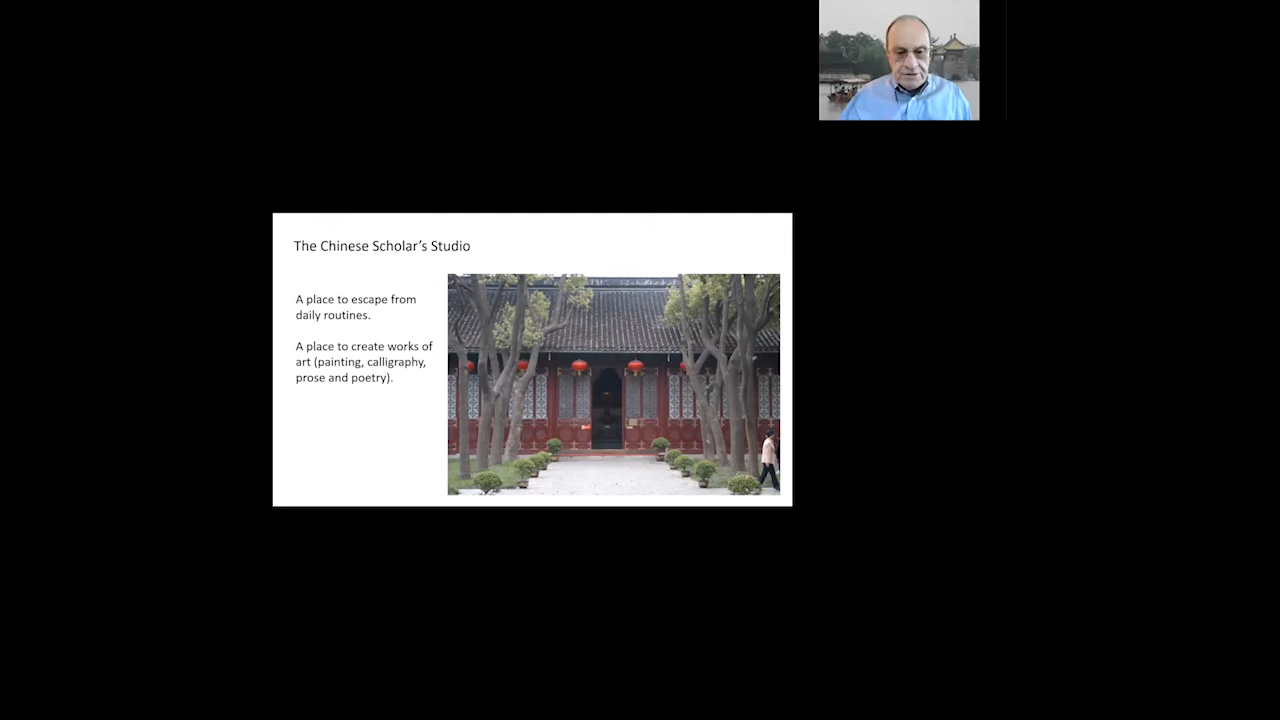 The Chinese Scholar's Studio
A place to escape from
daily routines.
A place to create works of
art (painting, calligraphy,
prose and poetry).